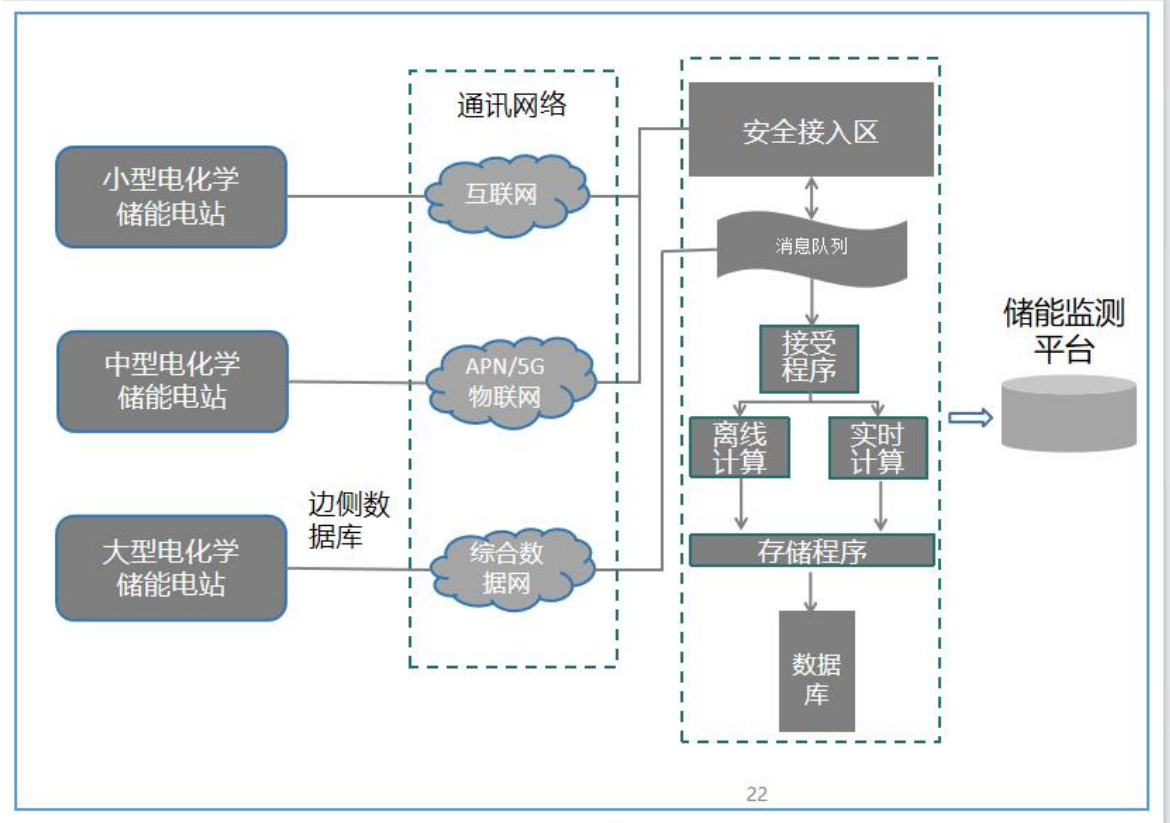 通讯网络
安全接入区
小型电化学
储能电站
互联网
消息队列
储能监测
平台
中型电化学
储能电站
APN/5G
物联网
接受
程序
离线
计算
实时
计算
边侧数
据库
大型电化学
储能电站
综合数
据网
存储程序
数据
库
22